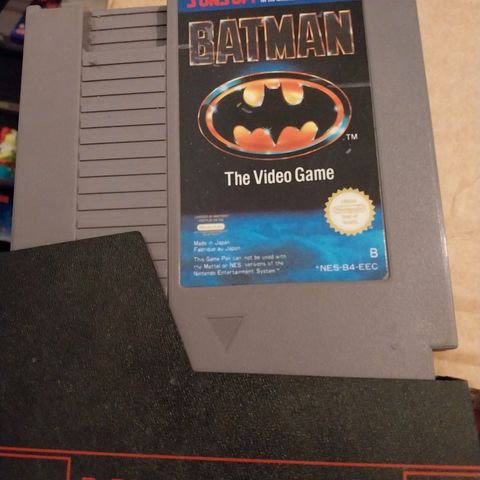 BATMAN
TM
The Video Game
Made in Japan
Fabriqué au Japan
This Game Pak can not be used with
the Mattel or NES versions of the
Nintendo Entertainment System™
B
*NES-B4-EEC